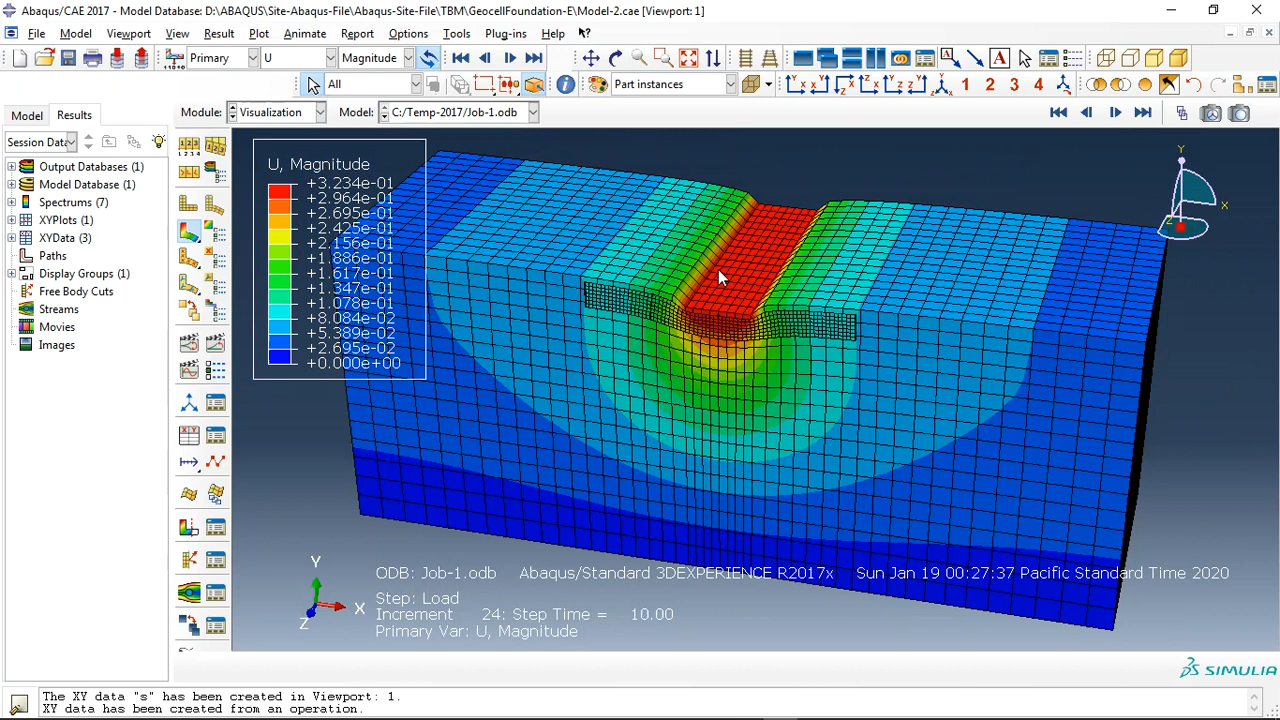 Abaqus/CAE 2017 - Model Database: D:\ABAQUS\Site-Abaqus-File\Abaqus-Site-File\TBM\GeocellFoundation-E\Model-2.cae [Viewport: 1]
File Model Viewport View Result Plot Animate Report Options Tools Plug-ins Help
Primary U Magnitude
All Part instances 1 2 3 4
Model Results Module: Visualization Model: C:/Temp-2017/Job-1.odb
Session Data
Output Databases (1)
Model Database (1)
Spectrums (7)
XYPlots (1)
XYData (3)
Paths
Display Groups (1)
Free Body Cuts
Streams
Movies
Images
U, Magnitude
+3.234e-01
+2.964e-01
+2.695e-01
+2.425e-01
+2.156e-01
+1.886e-01
+1.617e-01
+1.347e-01
+1.078e-01
+8.084e-02
+5.389e-02
+2.695e-02
+0.000e+00
Y
X
Z
Y
X
Z
ODB: Job-1.odb Abaqus/Standard 3DEXPERIENCE R2017x Sun Jan 19 00:27:37 Pacific Standard Time 2020
Step: Load
Increment 24: Step Time = 10.00
Primary Var: U, Magnitude
SIMULIA
The XY data "s" has been created in Viewport: 1.
XY data has been created from an operation.